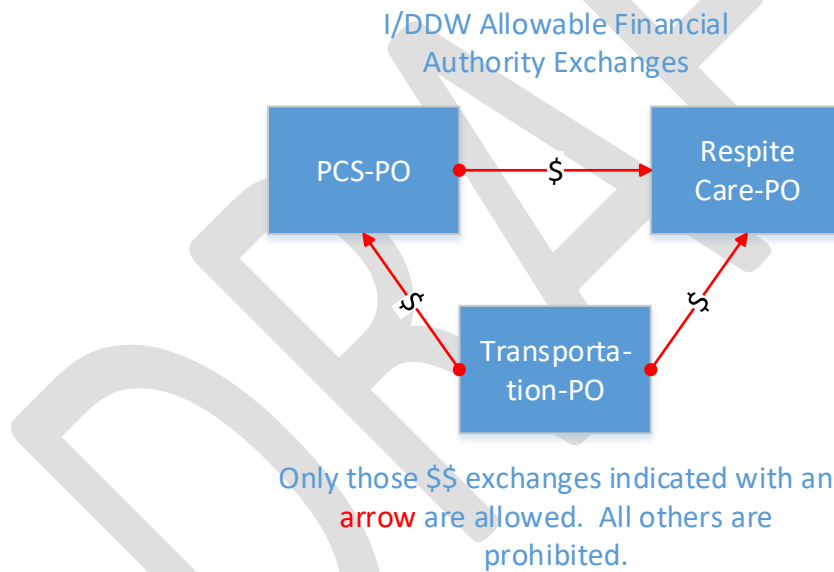 I/DDW Allowable Financial
Authority Exchanges
PCS-PO
$
Respite
Care-PO
$
$
Transporta-
tion-PO
Only those $$ exchanges indicated with an
arrow are allowed.  All others are
prohibited.
DRAF